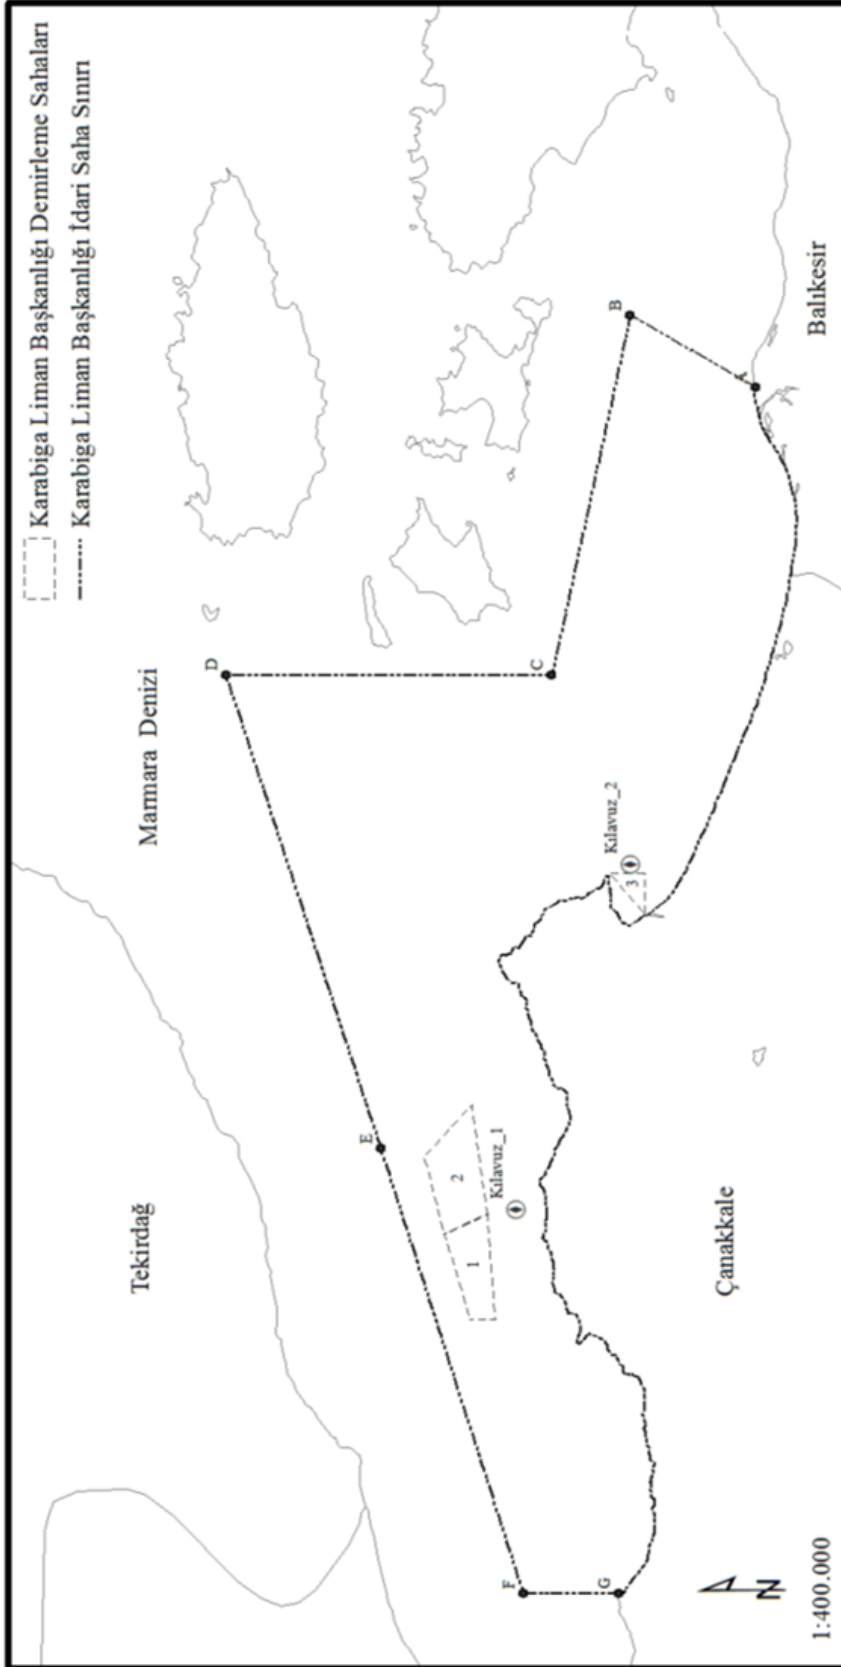 Karabiga Liman Başkanlığı Demirleme Sahaları
Karabiga Liman Başkanlığı İdari Saha Sınırı
Marmara Denizi
Tekirdağ
D
E
C
B
A
Balıkesir
Kılavuz_2
3
2
Kılavuz_1
1
F
G
Çanakkale
N
1:400.000